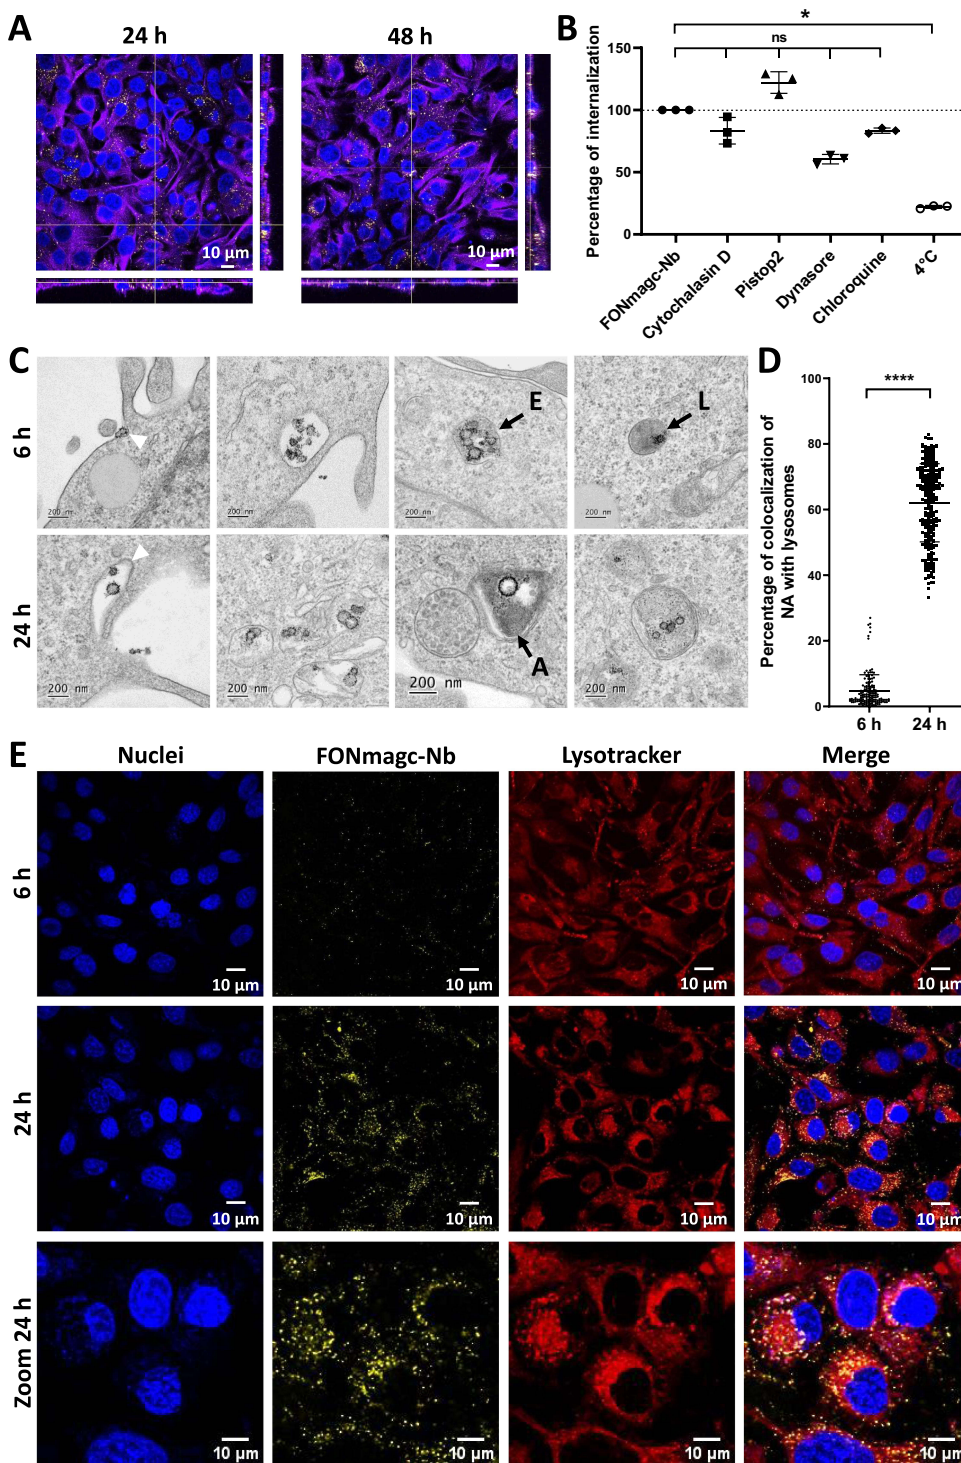 A
24 h
48 h
10 µm
10 µm
B
*
ns
Percentage of internalization
150
100
50
0
FONmagc-Nb
Cytochalasin D
Pistop2
Dynasore
Chloroquine
4°C
C
6 h
E
L
200 nm
200 nm
200 nm
200 nm
24 h
A
200 nm
200 nm
200 nm
200 nm
D
****
Percentage of colocalization of
NA with lysosomes
100
80
60
40
20
0
6 h
24 h
E
Nuclei
FONmagc-Nb
Lysotracker
Merge
6 h
10 µm
10 µm
10 µm
10 µm
24 h
10 µm
10 µm
10 µm
10 µm
Zoom 24 h
10 µm
10 µm
10 µm
10 µm